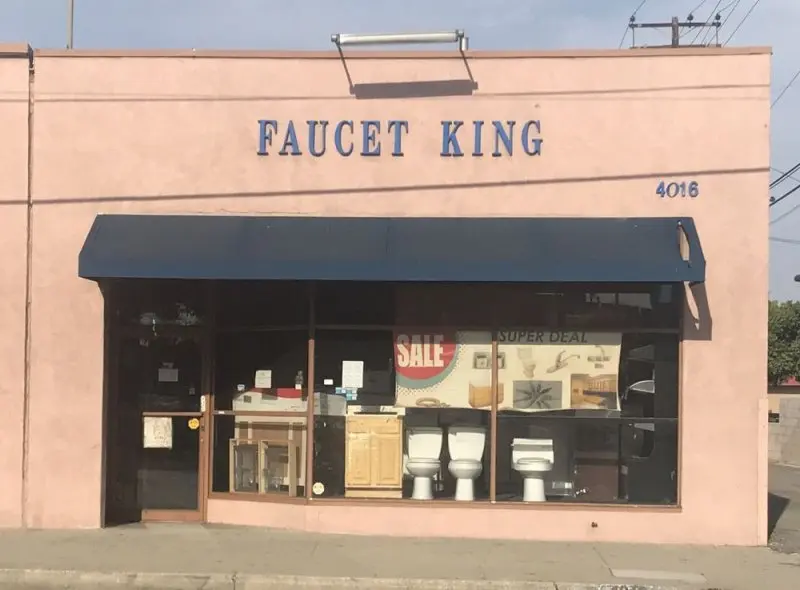 FAUCET KING
4016
SALE
SUPER DEAL